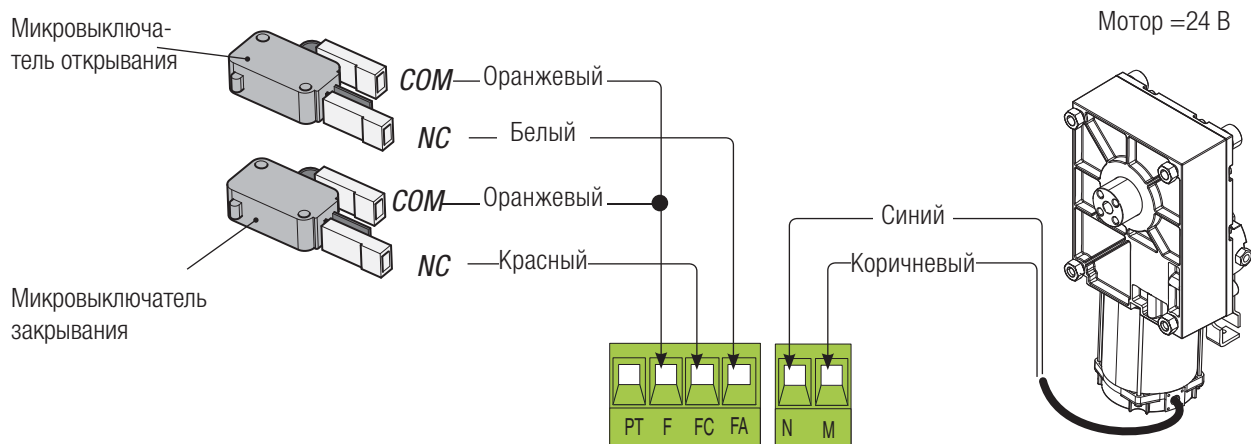 Мотор =24 В
Микровыключа-
тель открывания
COM Оранжевый
NC Белый
COM Оранжевый
NC Красный
Микровыключатель
закрывания
Синий
Коричневый
PT F FC FA N M